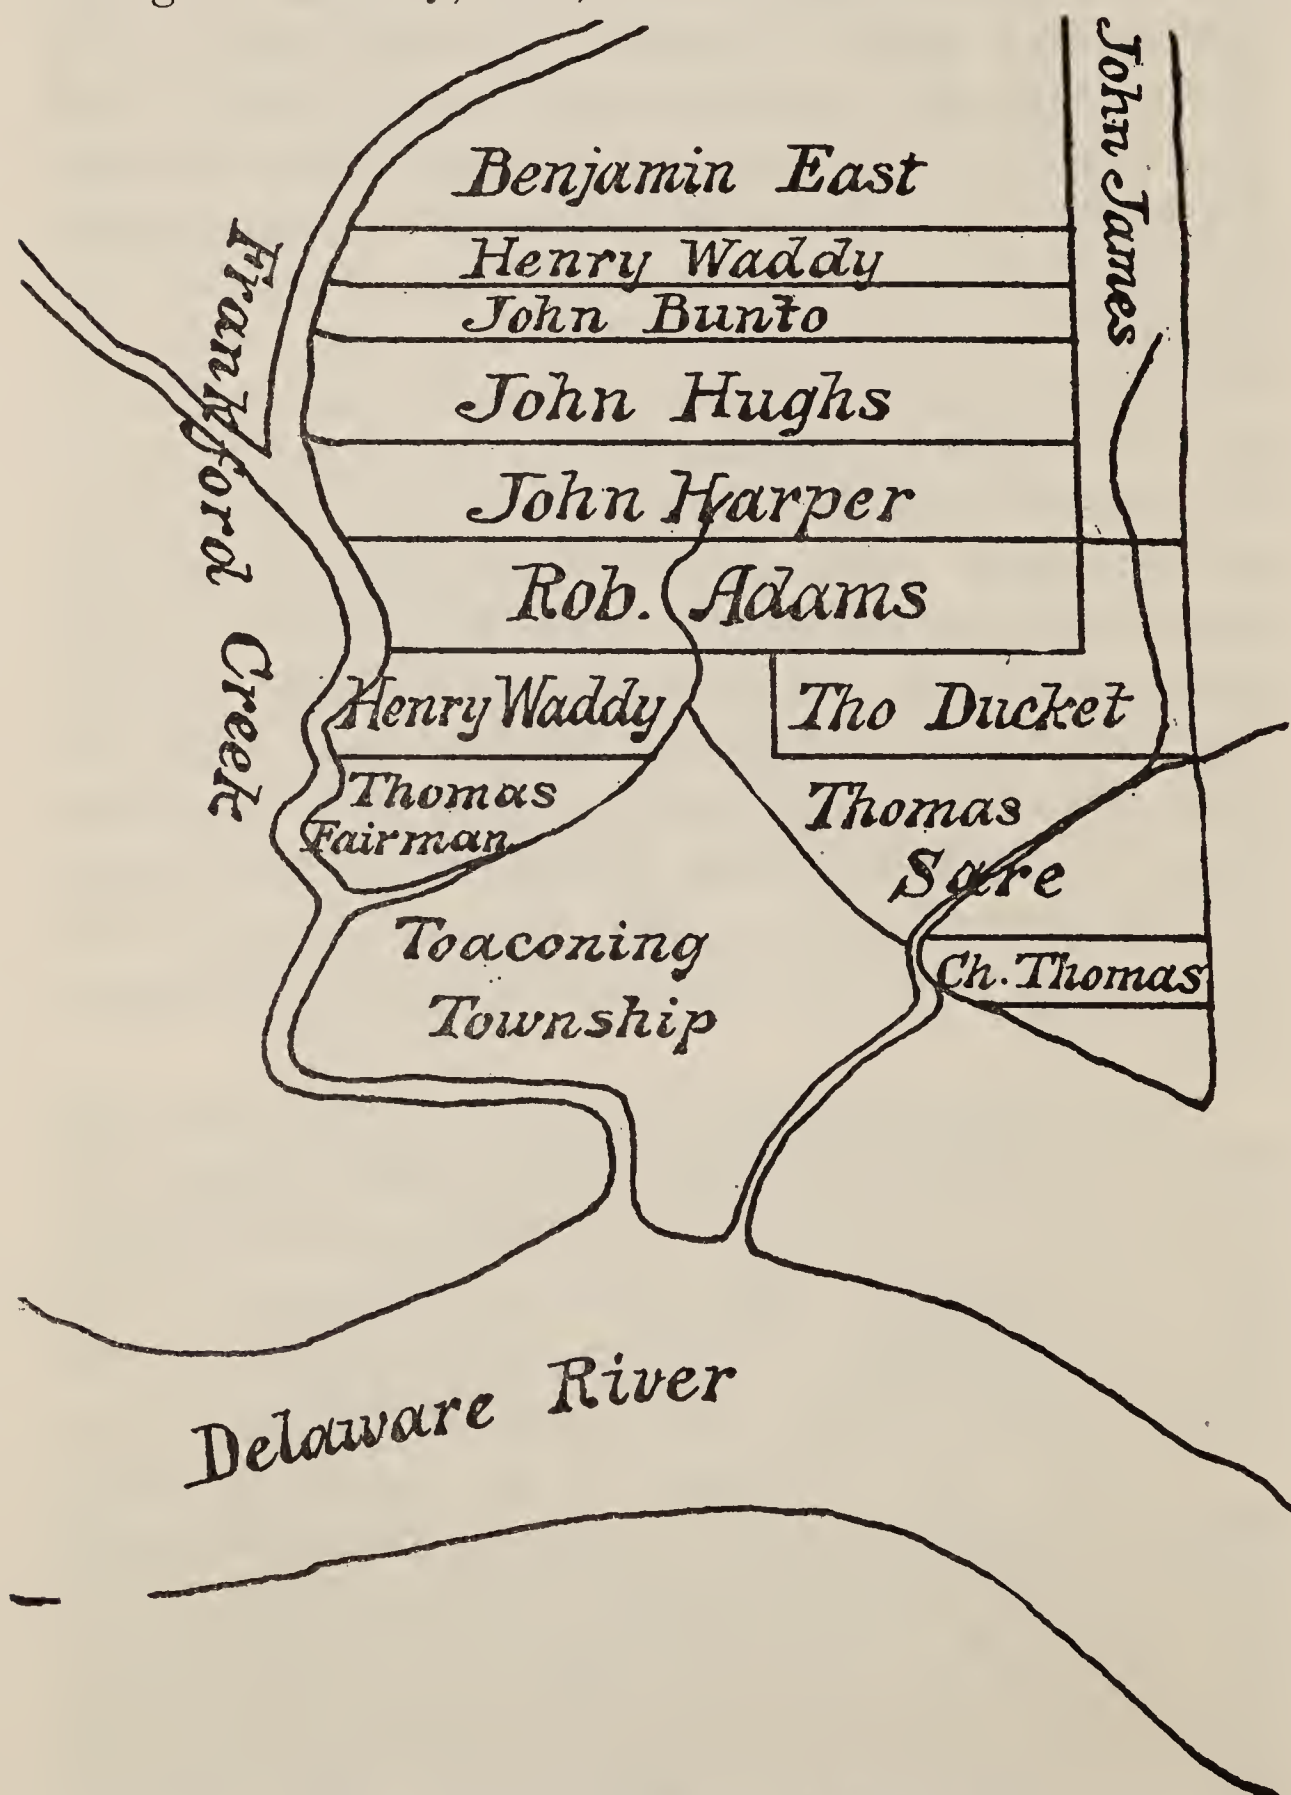 John James
Benjamin East
Henry Waddy
John Bunto
John Hughs
John Harper
Rob. Adams
Frankford Creek
Henry Waddy
Tho Ducket
Thomas
Fairman
Thomas
Sare
Toaconing
Township
Ch. Thomas
Delaware River